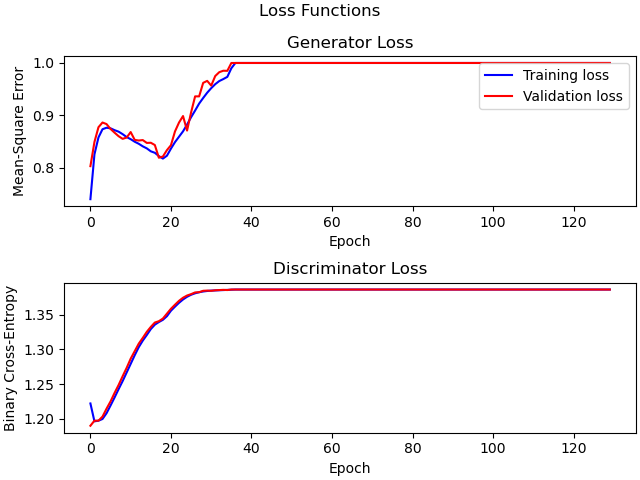 Loss Functions
Generator Loss
Mean-Square Error
1.0
0.9
0.8
Training loss
Validation loss
0 20 40 60 80 100 120
Epoch
Discriminator Loss
Binary Cross-Entropy
1.35
1.30
1.25
1.20
0 20 40 60 80 100 120
Epoch